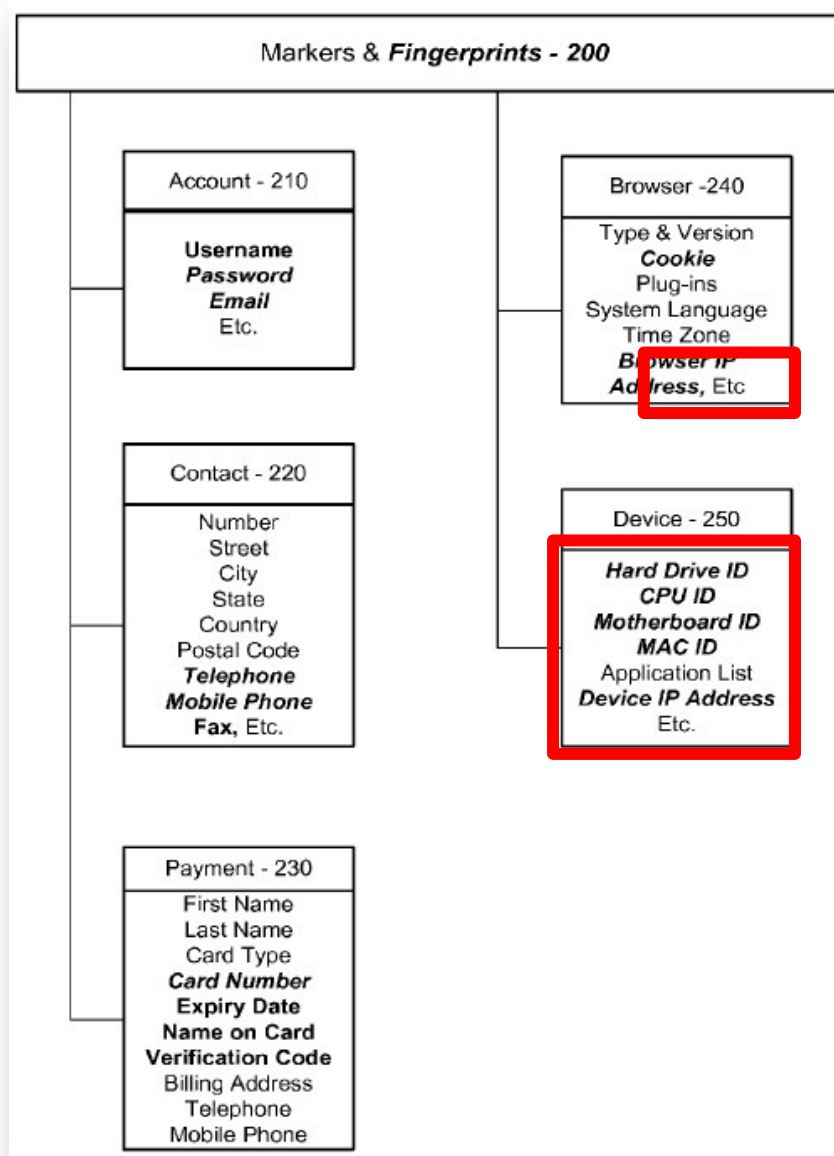 Markers & Fingerprints - 200
Account - 210
Username
Password
Email
Etc.
Contact - 220
Number
Street
City
State
Country
Postal Code
Telephone
Mobile Phone
Fax, Etc.
Payment - 230
First Name
Last Name
Card Type
Card Number
Expiry Date
Name on Card
Verification Code
Billing Address
Telephone
Mobile Phone
Browser -240
Type & Version
Cookie
Plug-ins
System Language
Time Zone
Browser IP
Address, Etc
Device - 250
Hard Drive ID
CPU ID
Motherboard ID
MAC ID
Application List
Device IP Address
Etc.